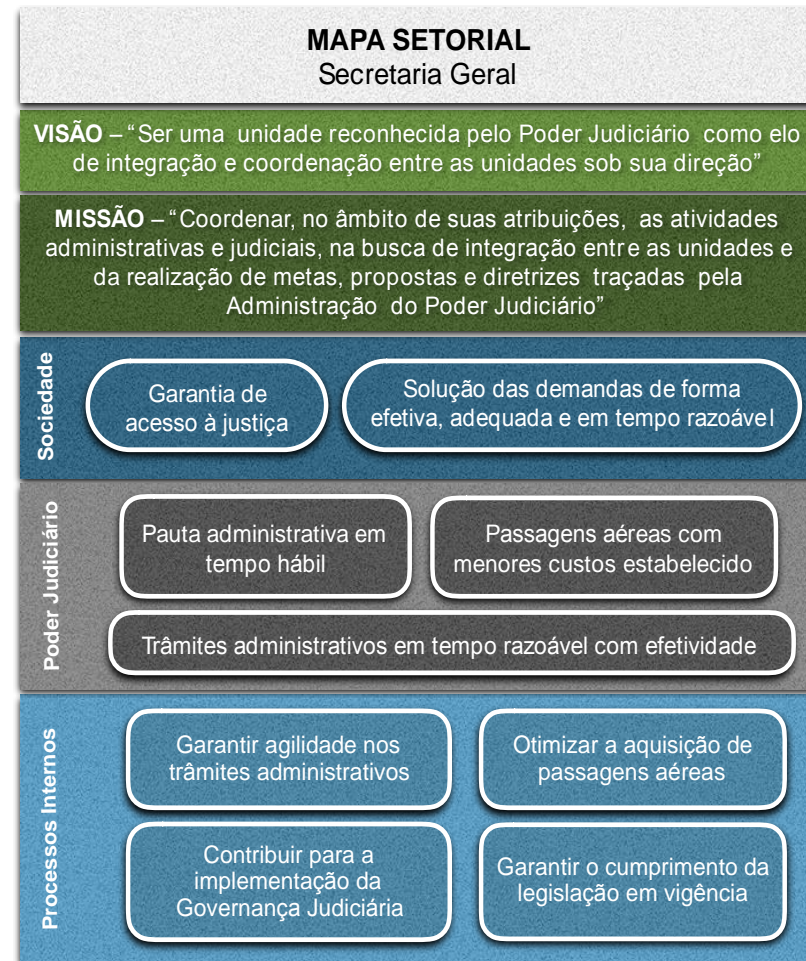 MAPA SETORIAL
Secretaria Geral
VISÃO – “Ser uma unidade reconhecida pelo Poder Judiciário como elo
de integração e coordenação entre as unidades sob sua direção”
MISSÃO – “Coordenar, no âmbito de suas atribuições, as atividades
administrativas e judiciais, na busca de integração entre as unidades e
da realização de metas, propostas e diretrizes traçadas pela
Administração do Poder Judiciário”
Sociedade
Garantia de
acesso à justiça
Solução das demandas de forma
efetiva, adequada e em tempo razoável
Poder Judiciário
Pauta administrativa em
tempo hábil
Passagens aéreas com
menores custos estabelecido
Trâmites administrativos em tempo razoável com efetividade
Processos Internos
Garantir agilidade nos
trâmites administrativos
Otimizar a aquisição de
passagens aéreas
Contribuir para a
implementação da
Governança Judiciária
Garantir o cumprimento da
legislação em vigência